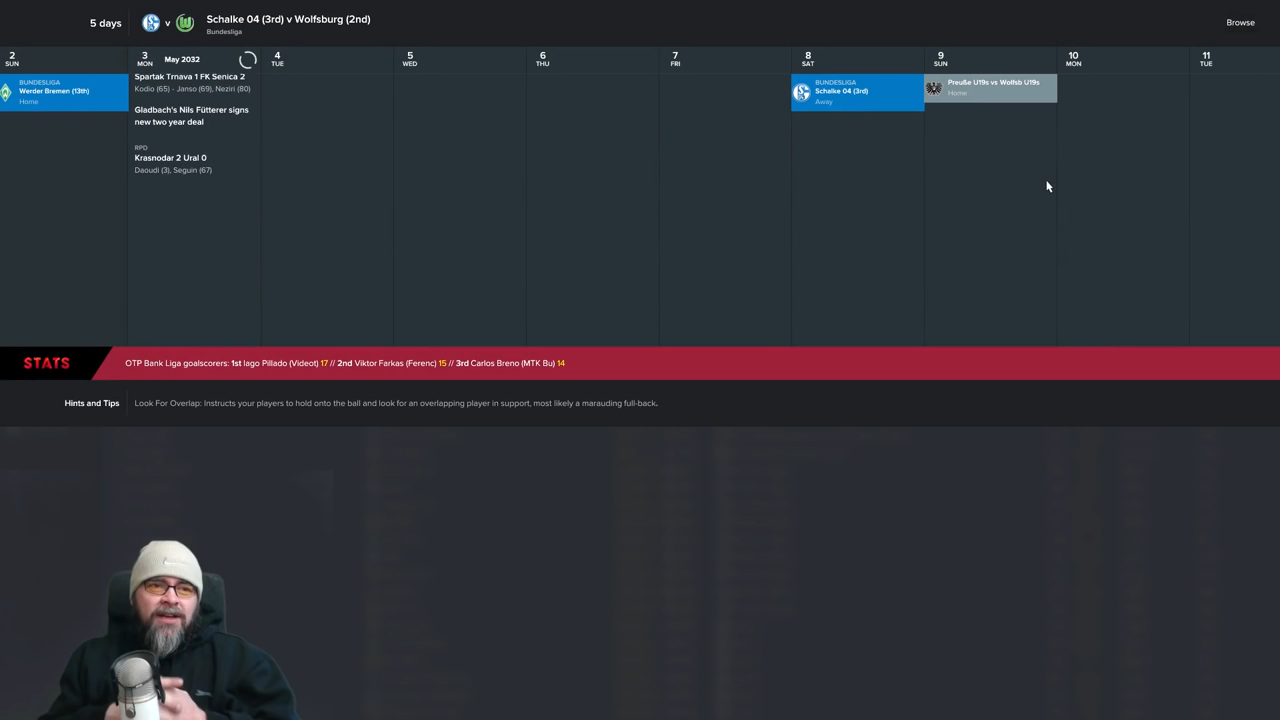 5 days
v
Schalke 04 (3rd) v Wolfsburg (2nd)
Bundesliga
Browse
2
SUN
3
MON
May 2032
4
TUE
5
WED
6
THU
7
FRI
8
SAT
9
SUN
10
MON
11
TUE
BUNDESLIGA
Werder Bremen (13th)
Home
Spartak Trnava 1 FK Senica 2
Kodio (65) - Janso (69), Neziri (80)
Gladbach's Nils Fütterer signs
new two year deal
RPD
Krasnodar 2 Ural 0
Daoudi (3), Seguin (67)
BUNDESLIGA
Schalke 04 (3rd)
Away
Preuße U19s vs Wolfsb U19s
Home
STATS
OTP Bank Liga goalscorers: 1st Iago Pillado (Videot) 17 // 2nd Viktor Farkas (Ferenc) 15 // 3rd Carlos Breno (MTK Bu) 14
Hints and Tips
Look For Overlap: Instructs your players to hold onto the ball and look for an overlapping player in support, most likely a marauding full-back.